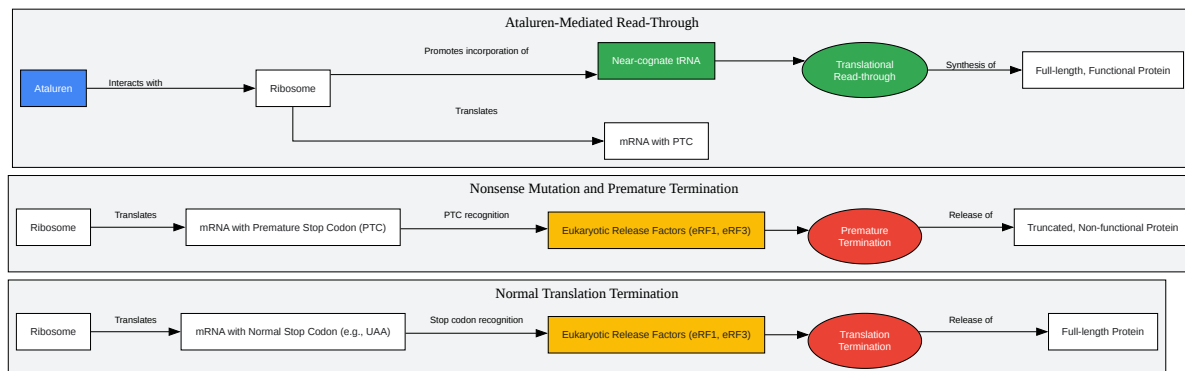 Ataluren-Mediated Read-Through
Promotes incorporation of
Near-cognate tRNA
Translational
Read-through
Synthesis of
Full-length, Functional Protein
Ataluren
Interacts with
Ribosome
Translates
mRNA with PTC
Nonsense Mutation and Premature Termination
Ribosome
Translates
mRNA with Premature Stop Codon (PTC)
PTC recognition
Eukaryotic Release Factors (eRF1, eRF3)
Premature
Termination
Release of
Truncated, Non-functional Protein
Normal Translation Termination
Ribosome
Translates
mRNA with Normal Stop Codon (e.g., UAA)
Stop codon recognition
Eukaryotic Release Factors (eRF1, eRF3)
Translation
Termination
Release of
Full-length Protein